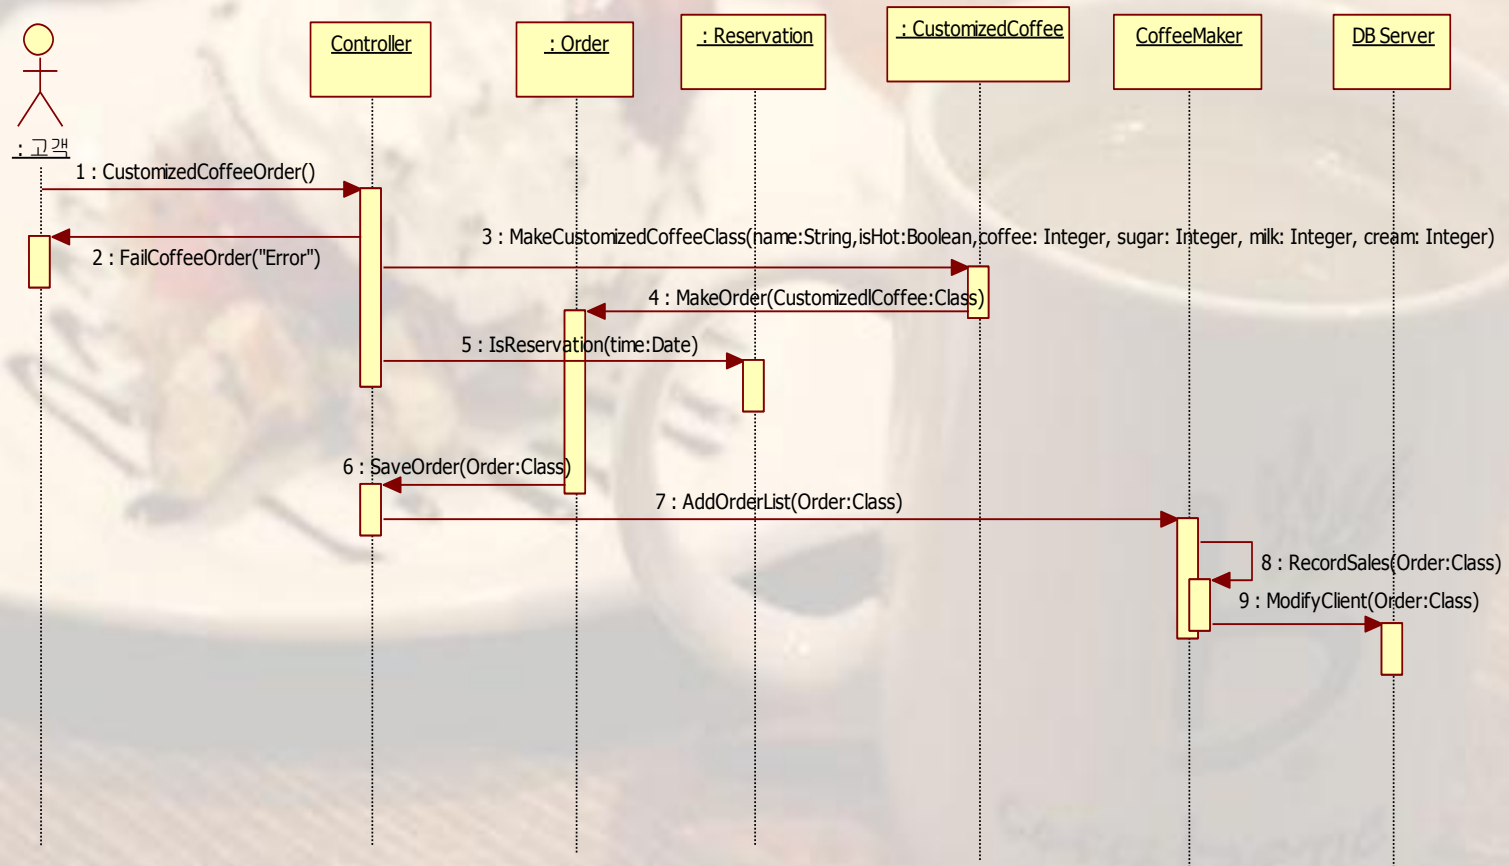 Controller
: Order
: Reservation
: CustomizedCoffee
CoffeeMaker
DB Server
: 고객
1 : CustomizedCoffeeOrder()
2 : FailCoffeeOrder("Error")
3 : MakeCustomizedCoffeeClass(name:String,isHot:Boolean,coffee: Integer, sugar: Integer, milk: Integer, cream: Integer)
4 : MakeOrder(CustomizedlCoffee:Class)
5 : IsReservation(time:Date)
6 : SaveOrder(Order:Class)
7 : AddOrderList(Order:Class)
8 : RecordSales(Order:Class)
9 : ModifyClient(Order:Class)